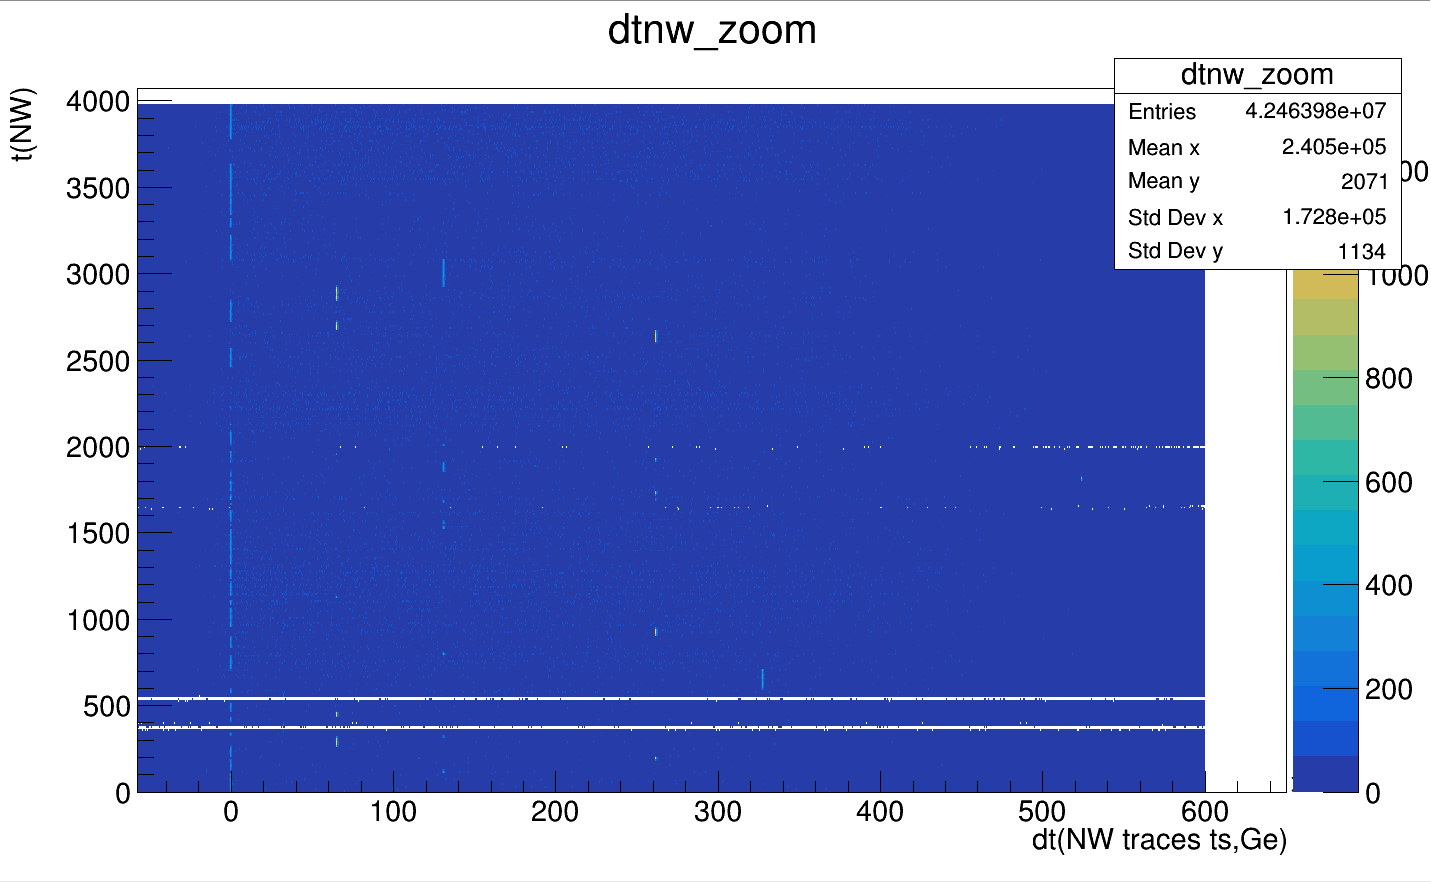 dtnw_zoom
dtnw_zoom
Entries 4.246398e+07
Mean x 2.405e+05
Mean y 2071
Std Dev x 1.728e+05
Std Dev y 1134
t(NW)
4000
3500
3000
2500
2000
1500
1000
500
0
0 100 200 300 400 500 600
dt(NW traces ts,Ge)
00
1000
800
600
400
200
0